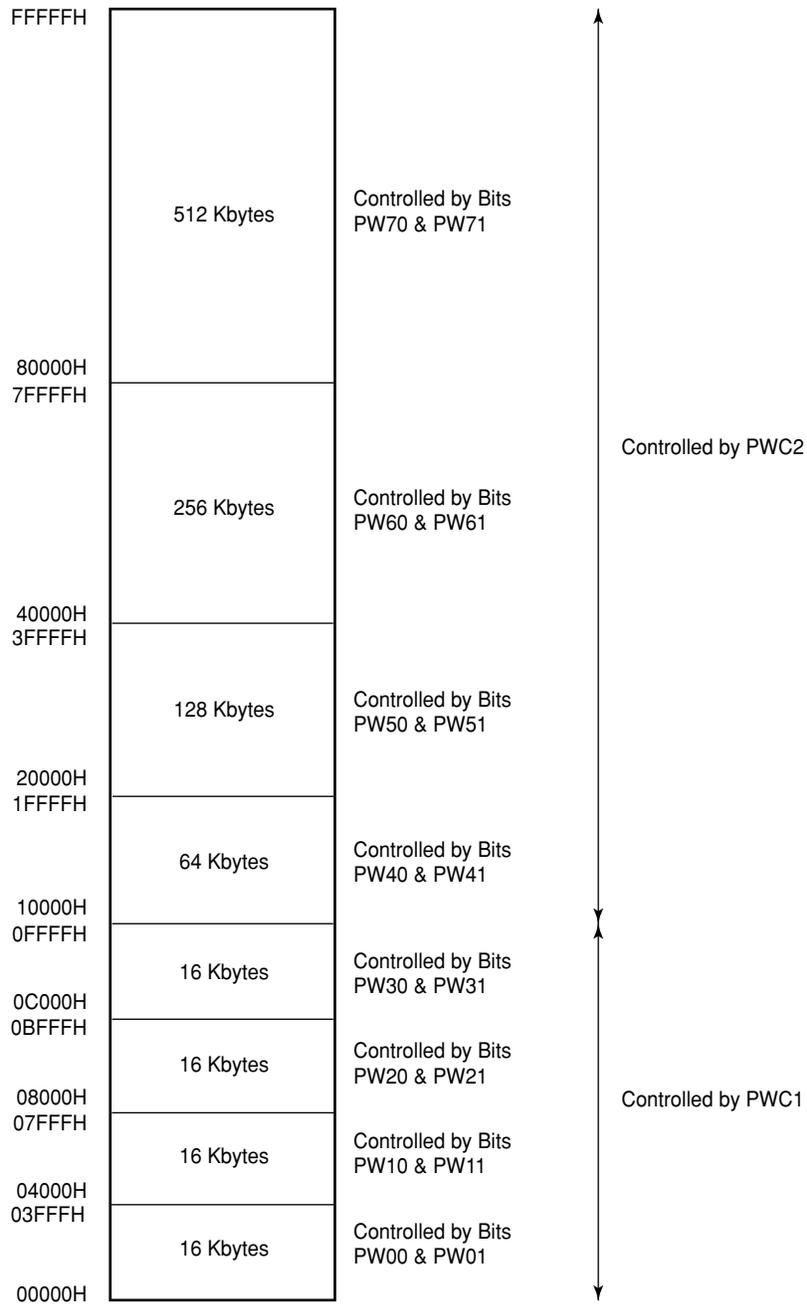 FFFFFH
512 Kbytes
Controlled by Bits
PW70 & PW71
80000H
7FFFFH
Controlled by PWC2
256 Kbytes
Controlled by Bits
PW60 & PW61
40000H
3FFFFH
128 Kbytes
Controlled by Bits
PW50 & PW51
20000H
1FFFFH
64 Kbytes
Controlled by Bits
PW40 & PW41
10000H
0FFFFH
16 Kbytes
Controlled by Bits
PW30 & PW31
0C000H
0BFFFH
16 Kbytes
Controlled by Bits
PW20 & PW21
08000H
07FFFH
Controlled by PWC1
16 Kbytes
Controlled by Bits
PW10 & PW11
04000H
03FFFH
16 Kbytes
Controlled by Bits
PW00 & PW01
00000H